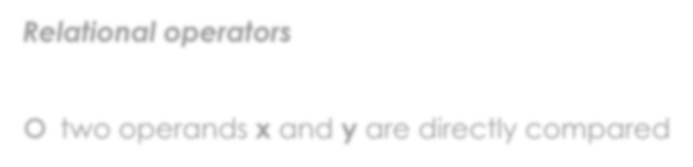 Relational operators
O two operands x and y are directly compared